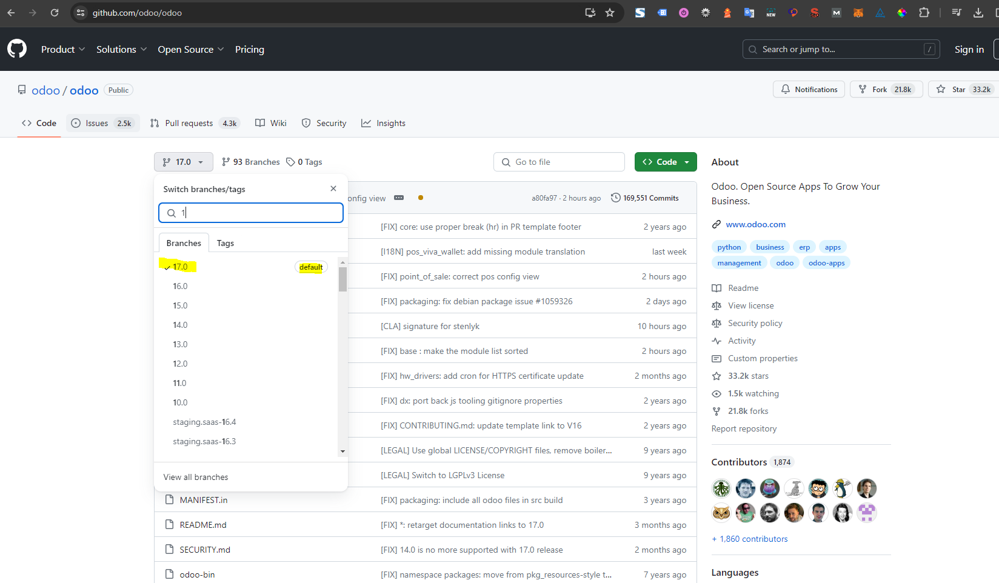 github.com/odoo/odoo
NEW
SEO
M
Product
Solutions
Open Source
Pricing
Search or jump to...
/
Sign in
odoo / odoo
Public
Notifications
Fork 21.8k
Star 33.2k
Code
Issues 2.5k
Pull requests 4.3k
Wiki
Security
Insights
17.0
93 Branches
0 Tags
Go to file
Code
Switch branches/tags
1
Branches
Tags
17.0 default
16.0
15.0
14.0
13.0
12.0
11.0
10.0
staging.saas-16.4
staging.saas-16.3
View all branches
onfig view
a80fa97 · 2 hours ago
169,551 Commits
[FIX] core: use proper break (hr) in PR template footer 2 years ago
[I18N] pos_viva_wallet: add missing module translation last week
[FIX] point_of_sale: correct pos config view 2 hours ago
[FIX] packaging: fix debian package issue #1059326 2 days ago
[CLA] signature for stenlyk 10 hours ago
[FIX] base : make the module list sorted 2 hours ago
[FIX] hw_drivers: add cron for HTTPS certificate update 2 months ago
[FIX] dx: port back js tooling gitignore properties 2 years ago
[FIX] CONTRIBUTING.md: update template link to V16 2 years ago
[LEGAL] Use global LICENSE/COPYRIGHT files, remove boiler... 9 years ago
[LEGAL] Switch to LGPLv3 License 9 years ago
MANIFEST.in [FIX] packaging: include all odoo files in src build 3 years ago
README.md [FIX] *: retarget documentation links to 17.0 3 months ago
SECURITY.md [FIX] 14.0 is no more supported with 17.0 release 2 months ago
odoo-bin [FIX] namespace packages: move from pkg_resources-style t... 7 years ago
About
Odoo. Open Source Apps To Grow Your
Business.
www.odoo.com
python business erp apps
management odoo odoo-apps
Readme
View license
Security policy
Activity
Custom properties
33.2k stars
1.5k watching
21.8k forks
Report repository
Contributors 1,874
+ 1,860 contributors
Languages